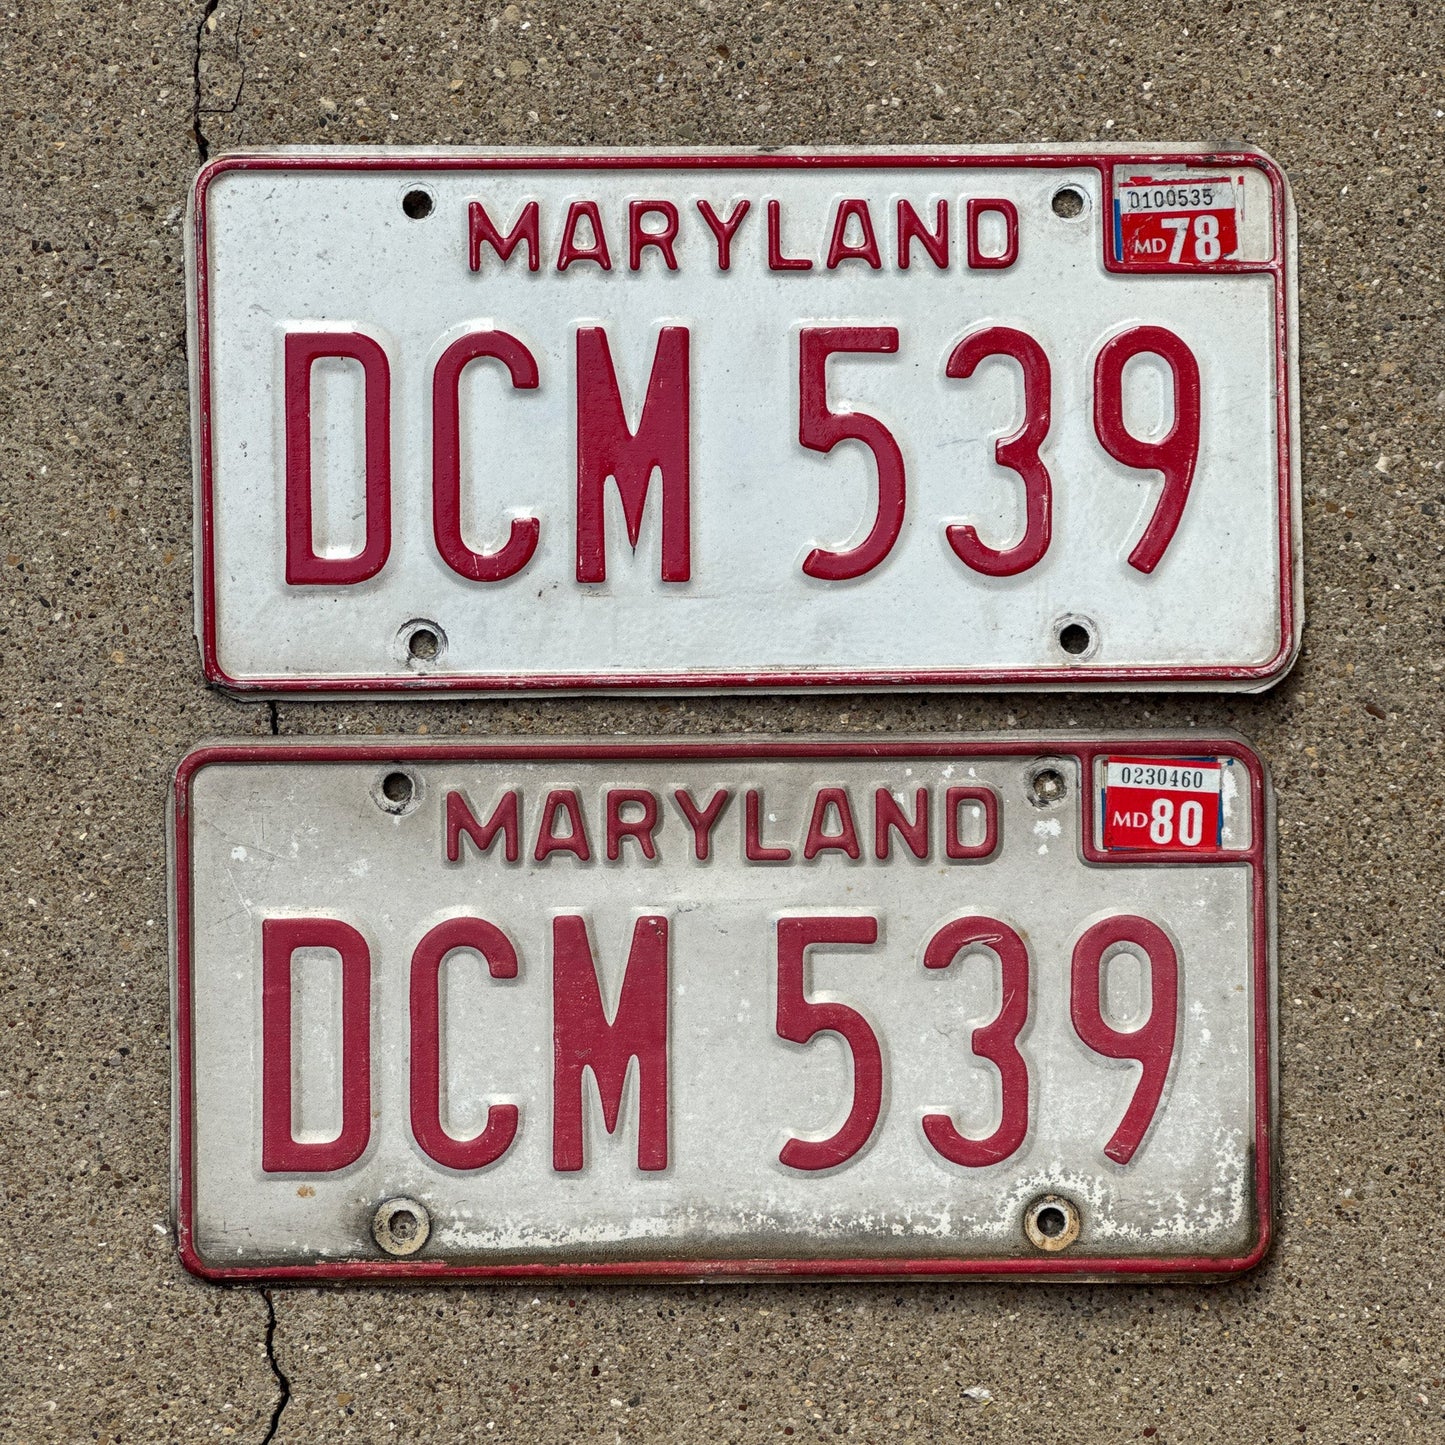 MARYLAND
0100535
MD 78
DCM 539
MARYLAND
0230460
MD 80
DCM 539